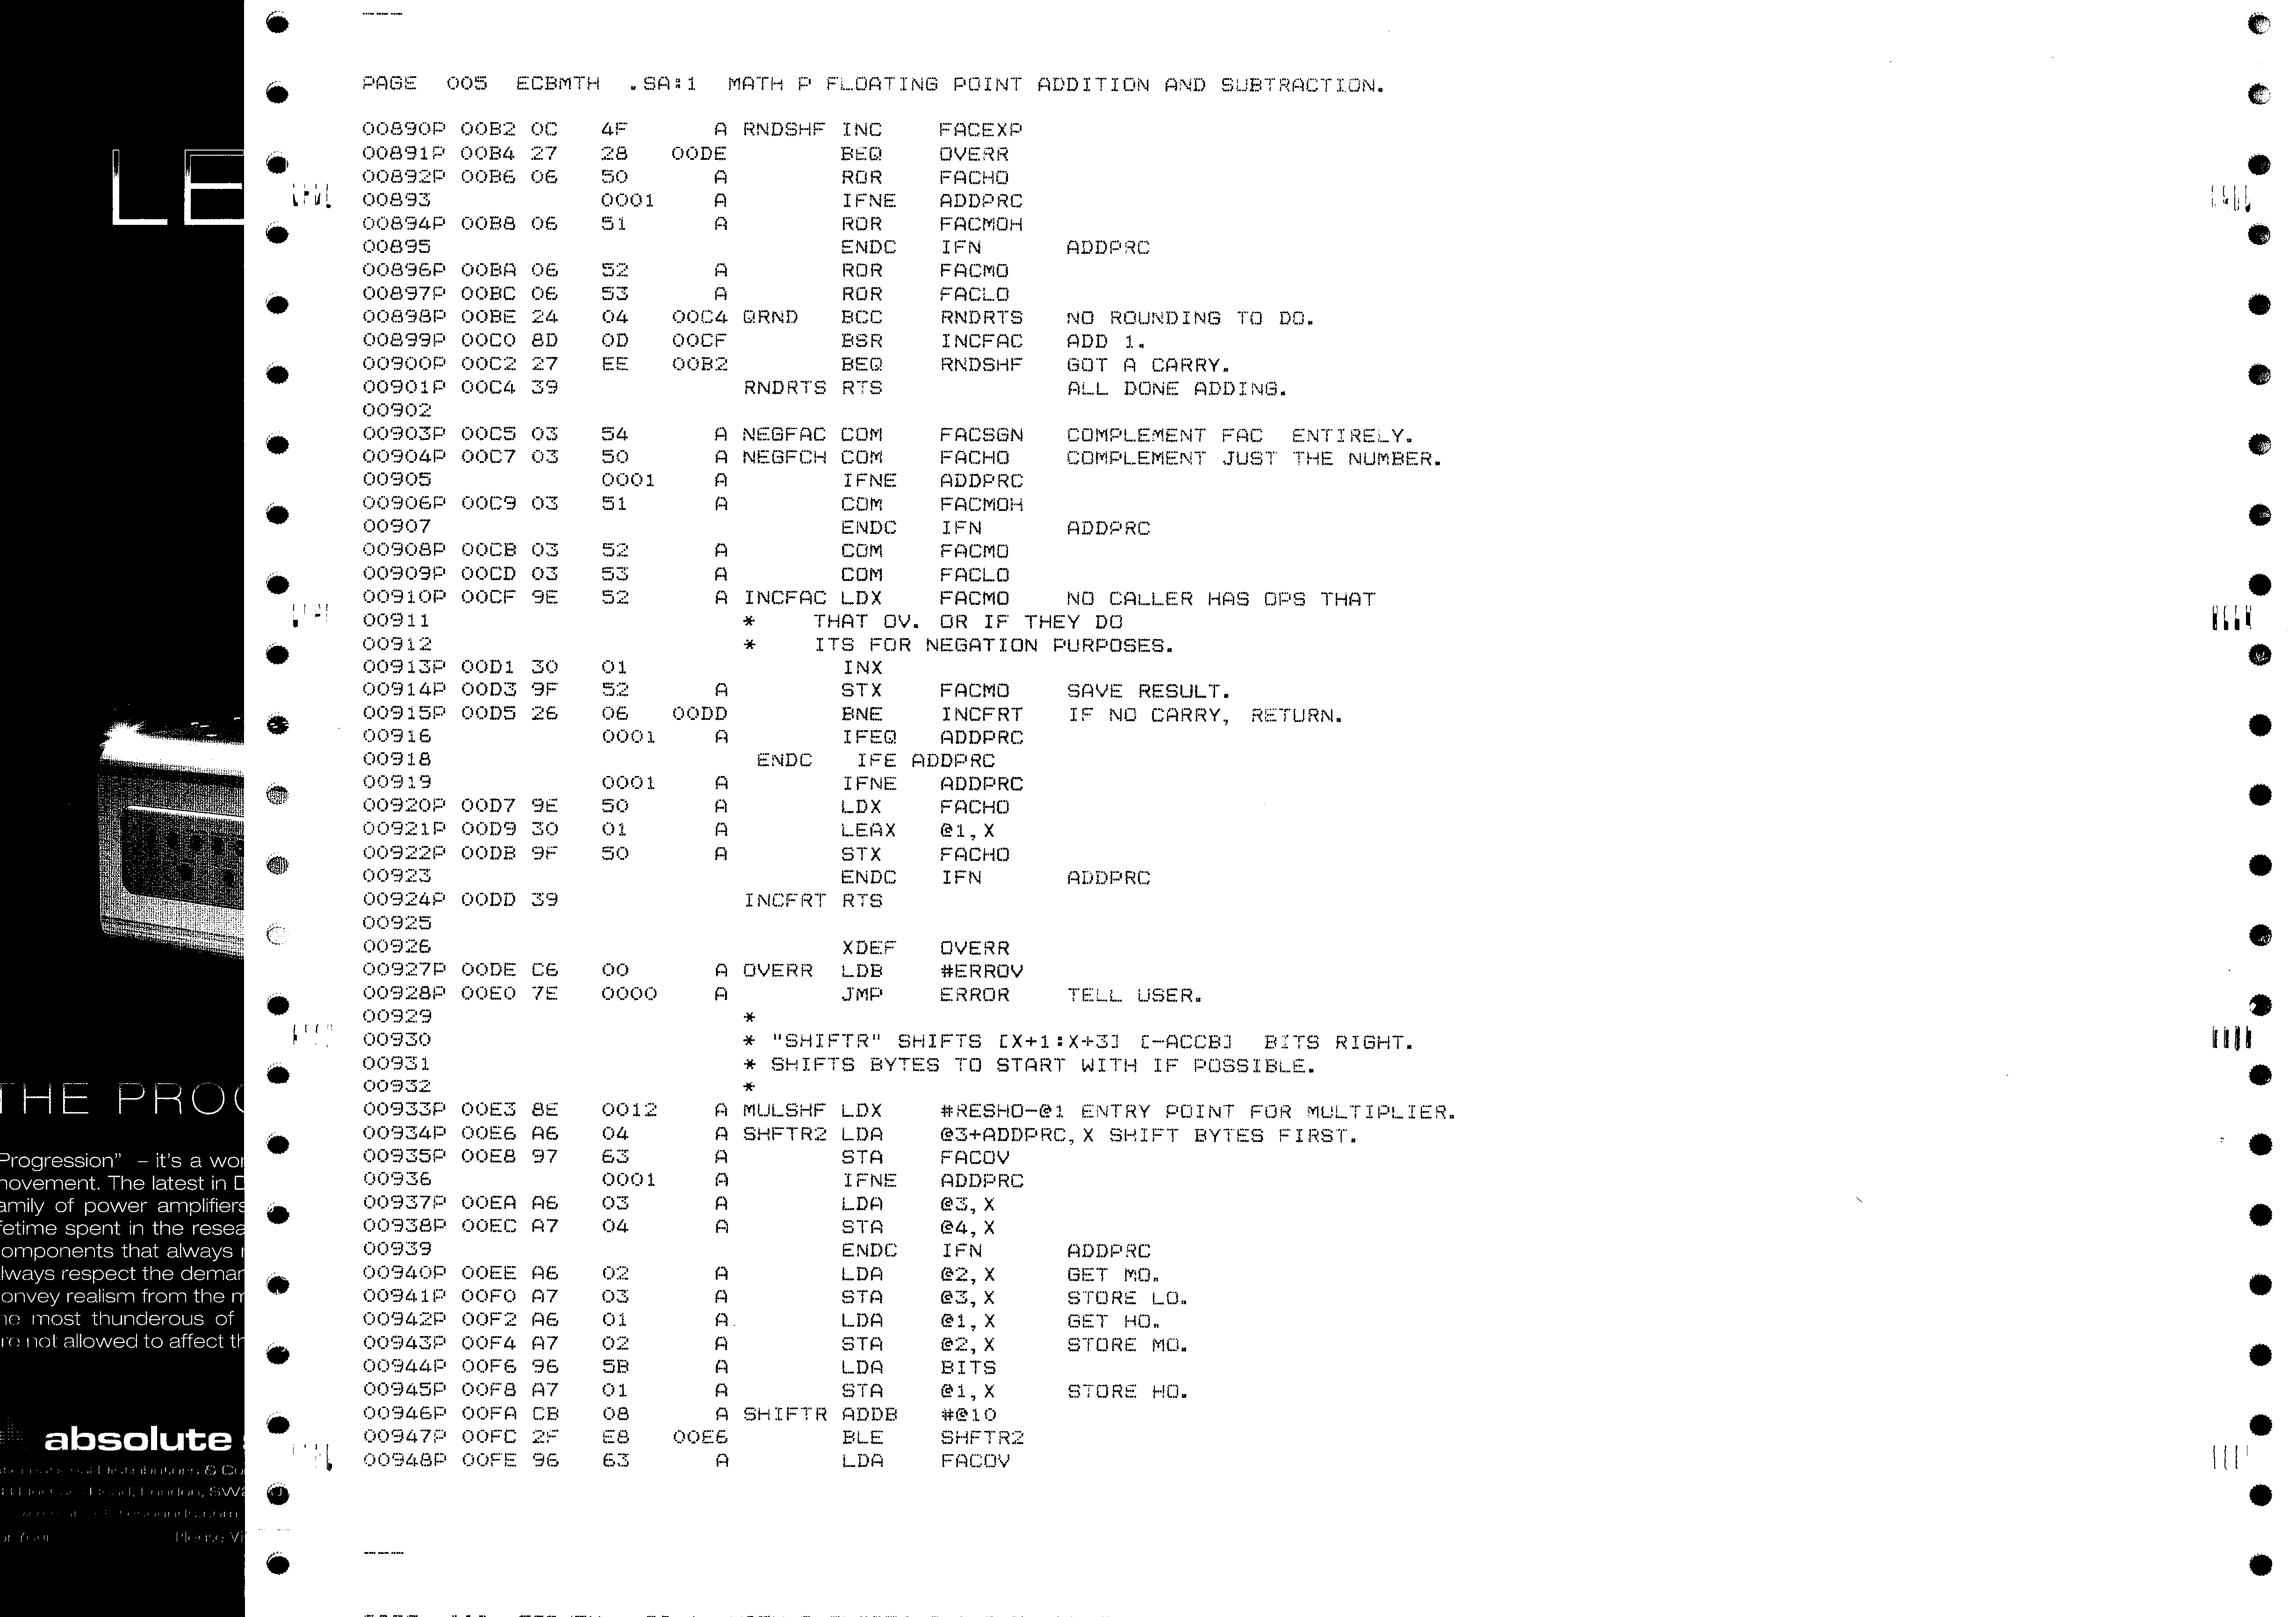 PAGE 005 ECBMTH .SA:1 MATH P FLOATING POINT ADDITION AND SUBTRACTION.
00890P 00B2 0C 4F A RNDSHF INC FACEXP
00891P 00B4 27 28 00DE BEQ OVERR
00892P 00B6 06 50 A ROR FACHO
00893 0001 A IFNE ADDPRC
00894P 00B8 06 51 A ROR FACMOH
00895 ENDC IFN ADDPRC
00896P 00BA 06 52 A ROR FACMO
00897P 00BC 06 53 A ROR FACLO
00898P 00BE 24 04 00C4 QRND BCC RNDRTS NO ROUNDING TO DO.
00899P 00C0 8D 0D 00CF BSR INCFAC ADD 1.
00900P 00C2 27 EE 00B2 BEQ RNDSHF GOT A CARRY.
00901P 00C4 39 RNDRTS RTS ALL DONE ADDING.
00902
00903P 00C5 03 54 A NEGFAC COM FACSGN COMPLEMENT FAC ENTIRELY.
00904P 00C7 03 50 A NEGFCH COM FACHO COMPLEMENT JUST THE NUMBER.
00905 0001 A IFNE ADDPRC
00906P 00C9 03 51 A COM FACMOH
00907 ENDC IFN ADDPRC
00908P 00CB 03 52 A COM FACMO
00909P 00CD 03 53 A COM FACLO
00910P 00CF 9E 52 A INCFAC LDX FACMO NO CALLER HAS OPS THAT
00911 * THAT OV. OR IF THEY DO
00912 * ITS FOR NEGATION PURPOSES.
00913P 00D1 30 01 INX
00914P 00D3 9F 52 A STX FACMO SAVE RESULT.
00915P 00D5 26 06 00DD BNE INCFRT IF NO CARRY, RETURN.
00916 0001 A IFEQ ADDPRC
00918 ENDC IFE ADDPRC
00919 0001 A IFNE ADDPRC
00920P 00D7 9E 50 A LDX FACHO
00921P 00D9 30 01 A LEAX @1,X
00922P 00DB 9F 50 A STX FACHO
00923 ENDC IFN ADDPRC
00924P 00DD 39 INCFRT RTS
00925
00926 XDEF OVERR
00927P 00DE C6 00 A OVERR LDB #ERROV
00928P 00E0 7E 0000 A JMP ERROR TELL USER.
00929 *
00930 * "SHIFTR" SHIFTS [X+1:X+3] [-ACCB] BITS RIGHT.
00931 * SHIFTS BYTES TO START WITH IF POSSIBLE.
00932 *
00933P 00E3 8E 0012 A MULSHF LDX #RESHO-@1 ENTRY POINT FOR MULTIPLIER.
00934P 00E6 A6 04 A SHFTR2 LDA @3+ADDPRC,X SHIFT BYTES FIRST.
00935P 00E8 97 63 A STA FACOV
00936 0001 A IFNE ADDPRC
00937P 00EA A6 03 A LDA @3,X
00938P 00EC A7 04 A STA @4,X
00939 ENDC IFN ADDPRC
00940P 00EE A6 02 A LDA @2,X GET MO.
00941P 00F0 A7 03 A STA @3,X STORE LO.
00942P 00F2 A6 01 A LDA @1,X GET HO.
00943P 00F4 A7 02 A STA @2,X STORE MO.
00944P 00F6 96 5B A LDA BITS
00945P 00F8 A7 01 A STA @1,X STORE HO.
00946P 00FA CB 08 A SHIFTR ADDB #@10
00947P 00FC 2F E8 00E6 BLE SHFTR2
00948P 00FE 96 63 A LDA FACOV
LE
THE PROG
Progression" – it's a wor
movement. The latest in D
amily of power amplifiers
fetime spent in the resea
omponents that always
lways respect the demar
onvey realism from the m
most thunderous of
re not allowed to affect th
absolute
London, SW2
Please Vi